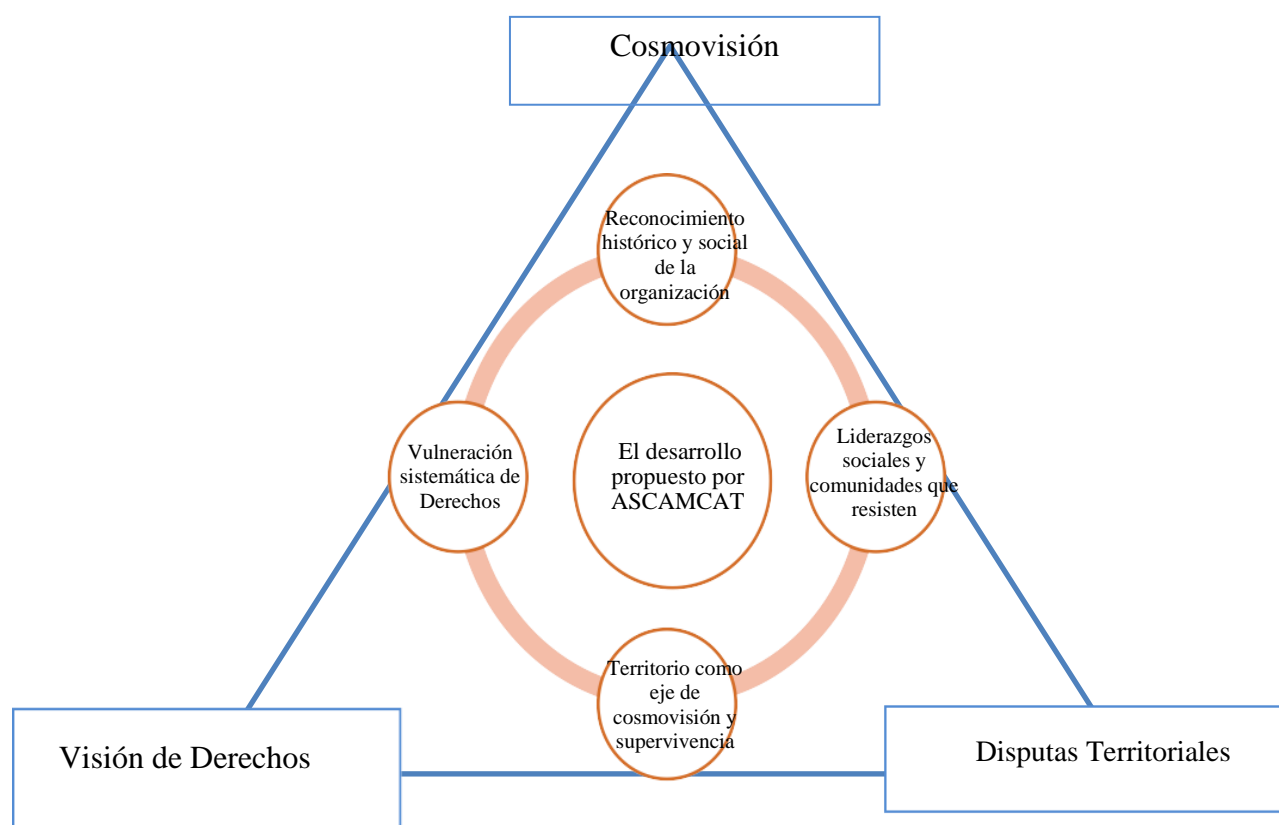 Cosmovisión
Reconocimiento
histórico y social
de la
organización
Vulneración
sistemática de
Derechos
El desarrollo
propuesto por
ASCAMCAT
Liderazgos
sociales y
comunidades que
resisten
Territorio como
eje de
cosmovisión y
supervivencia
Visión de Derechos
Disputas Territoriales